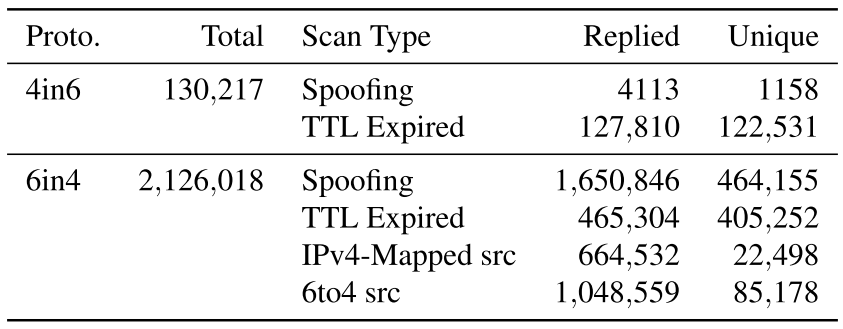 Proto. Total Scan Type Replied Unique
4in6 130,217 Spoofing 4113 1158
TTL Expired 127,810 122,531
6in4 2,126,018 Spoofing 1,650,846 464,155
TTL Expired 465,304 405,252
IPv4-Mapped src 664,532 22,498
6to4 src 1,048,559 85,178